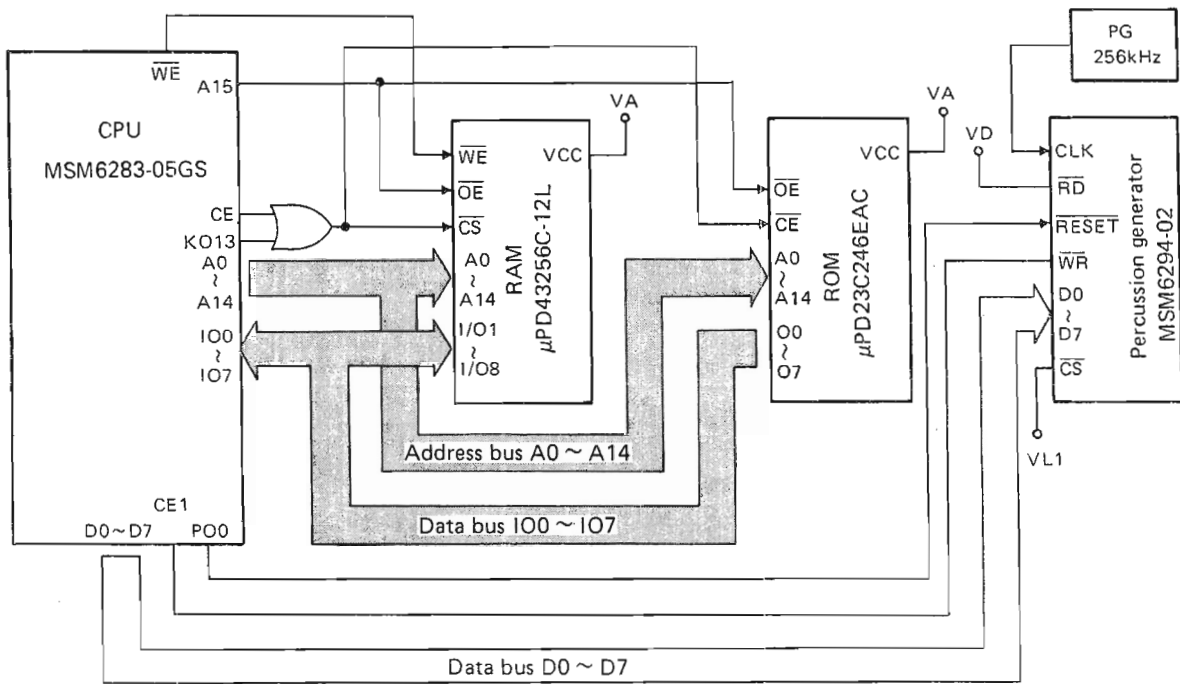 WE
A15
CPU
MSM6283-05GS
CE
KO13
A0
~
A14
IO0
~
IO7
CE1
D0~D7
PO0
VA
VCC
WE
OE
CS
A0
~
A14
I/O1
~
I/O8
RAM
µPD43256C-12L
VA
VCC
OE
CE
A0
~
A14
O0
~
O7
ROM
µPD23C246EAC
PG
256kHz
VD
CLK
RD
RESET
WR
D0
~
D7
CS
Percussion generator
MSM6294-02
VL1
Address bus A0 ~ A14
Data bus IO0 ~ IO7
Data bus D0 ~ D7